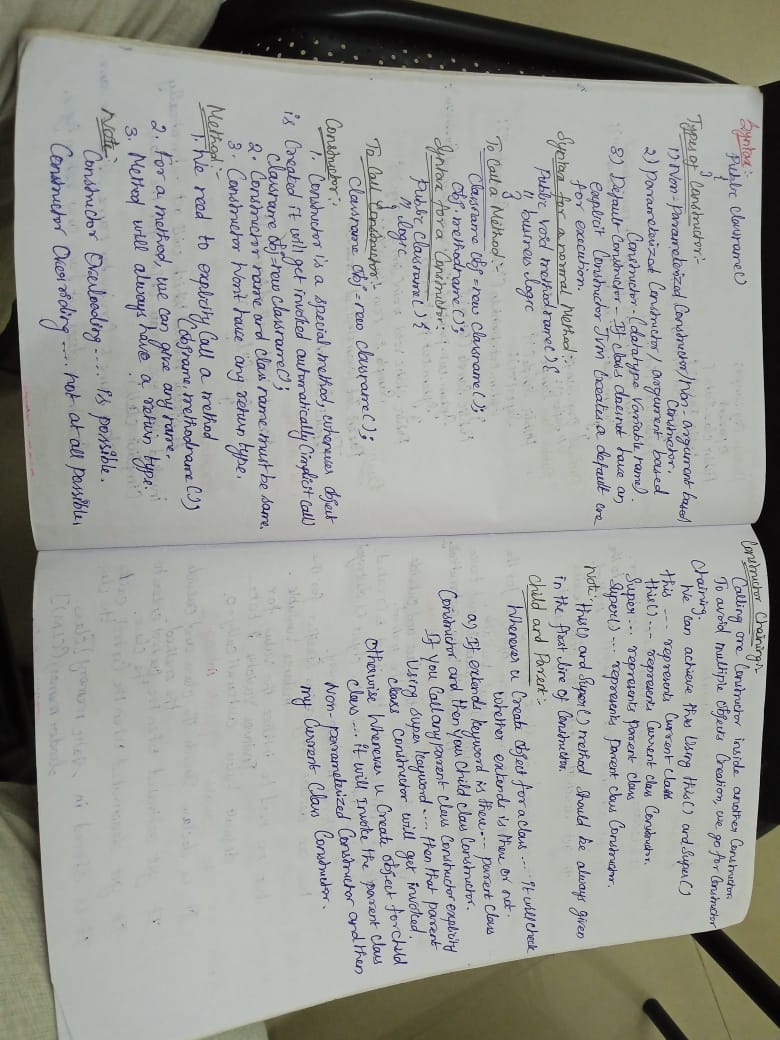 Syntax:-
Public classname()
{
}
Types of Constructor:-
1) Non-Parameterized Constructor/Non-argument based
Constructor.
2) Parameterized Constructor/ argument based
Constructor-(datatype Variable name).
3) Default Constructor - If class doesnot have an
explicit Constructor Jvm Creates a default one
for execution.
Syntax for a normal Method:-
Public void methodname(){
// business logic
}
To Call a Method:-
Classname obj = new classname();
Obj. methodname();
Syntax for a Constructor:
Public Classname(){
// logic
}
To Call Constructor:-
Classname obj = new classname();
Constructor:-
1. Constructor is a special method, whenever object
is Created it will get invoked automatically (implicit call)
Classname obj = new classname();
2. Constructor name and class name must be same.
3. Constructor Won't have any return type.
Method:-
1. We need to explicity Call a method
(objname. methodname())
2. For a method, we can give any name.
3. Method will always have a return type.
Note:
Constructor Overloading .... is possible.
Constructor Overriding .... not at all possible.
Constructor Chaining:-
Calling one Constructor inside another Constructor.
To avoid multiple Objects Creation, we go for Constructor
Chaining.
We can achieve this Using this() and Super()
this --- represents Current Class
this() --- represents Current class Constructor.
Super --- represents Parent class
Super() --- represents parent class Constructor.
Note: this() and Super() method should be always given
in the first line of Constructor.
Child and Parent:-
Whenever u Create Object for a class --- it will check
whether extends is there or not.
a) If extends keyword is there --- parent Class
Constructor and then you Child class Constructor.
If you Call any parent class Constructor explicity
Using Super keyword .... then that parent
class Constructor will get invoked.
Otherwise Whenever u Create Object for child
class --- it will Invoke the parent class
Non-parameterized Constructor and then
my Current Class Constructor.